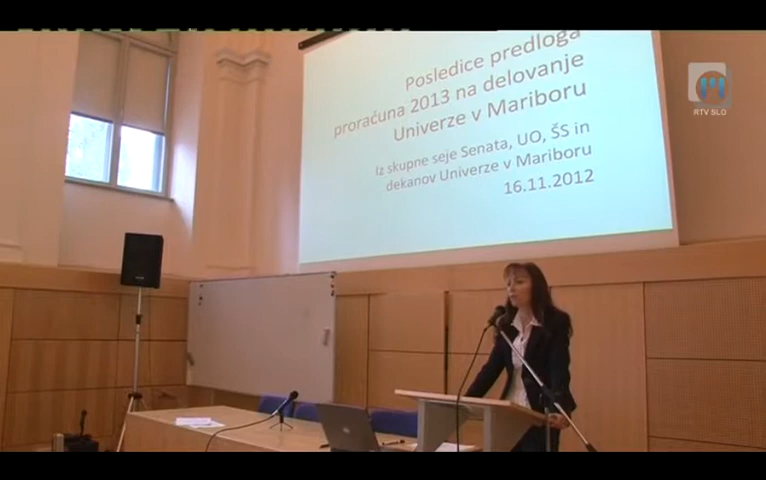 Posledice predloga
proračuna 2013 na delovanje
Univerze v Mariboru
Iz skupne seje Senata, UO, ŠS in
dekanov Univerze v Mariboru
16.11.2012
RTV SLO